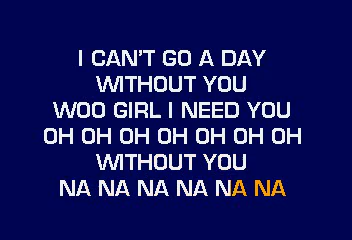 I CAN'T GO A DAY
WITHOUT YOU
WOO GIRL I NEED YOU
OH OH OH OH OH OH OH
WITHOUT YOU
NA NA NA NA NA NA